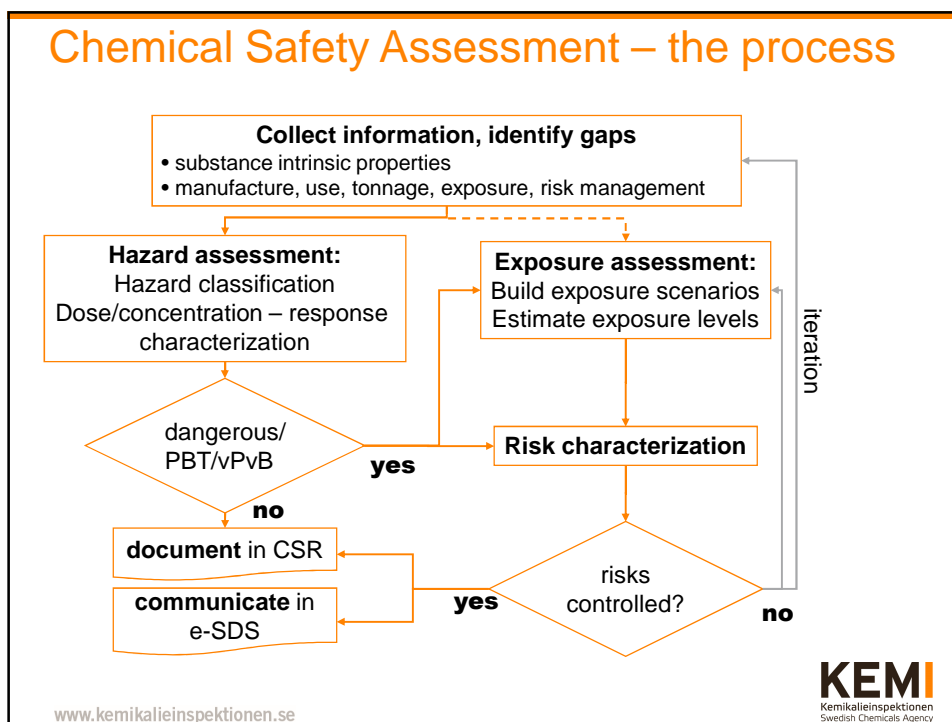 Chemical Safety Assessment – the process
Collect information, identify gaps
• substance intrinsic properties
• manufacture, use, tonnage, exposure, risk management
Hazard assessment:
Hazard classification
Dose/concentration – response
characterization
Exposure assessment:
Build exposure scenarios
Estimate exposure levels
iteration
dangerous/
PBT/vPvB
yes
Risk characterization
no
document in CSR
communicate in
e-SDS
yes
risks
controlled?
no
www.kemikalieinspektionen.se
KEMI
Kemikalieinspektionen
Swedish Chemicals Agency